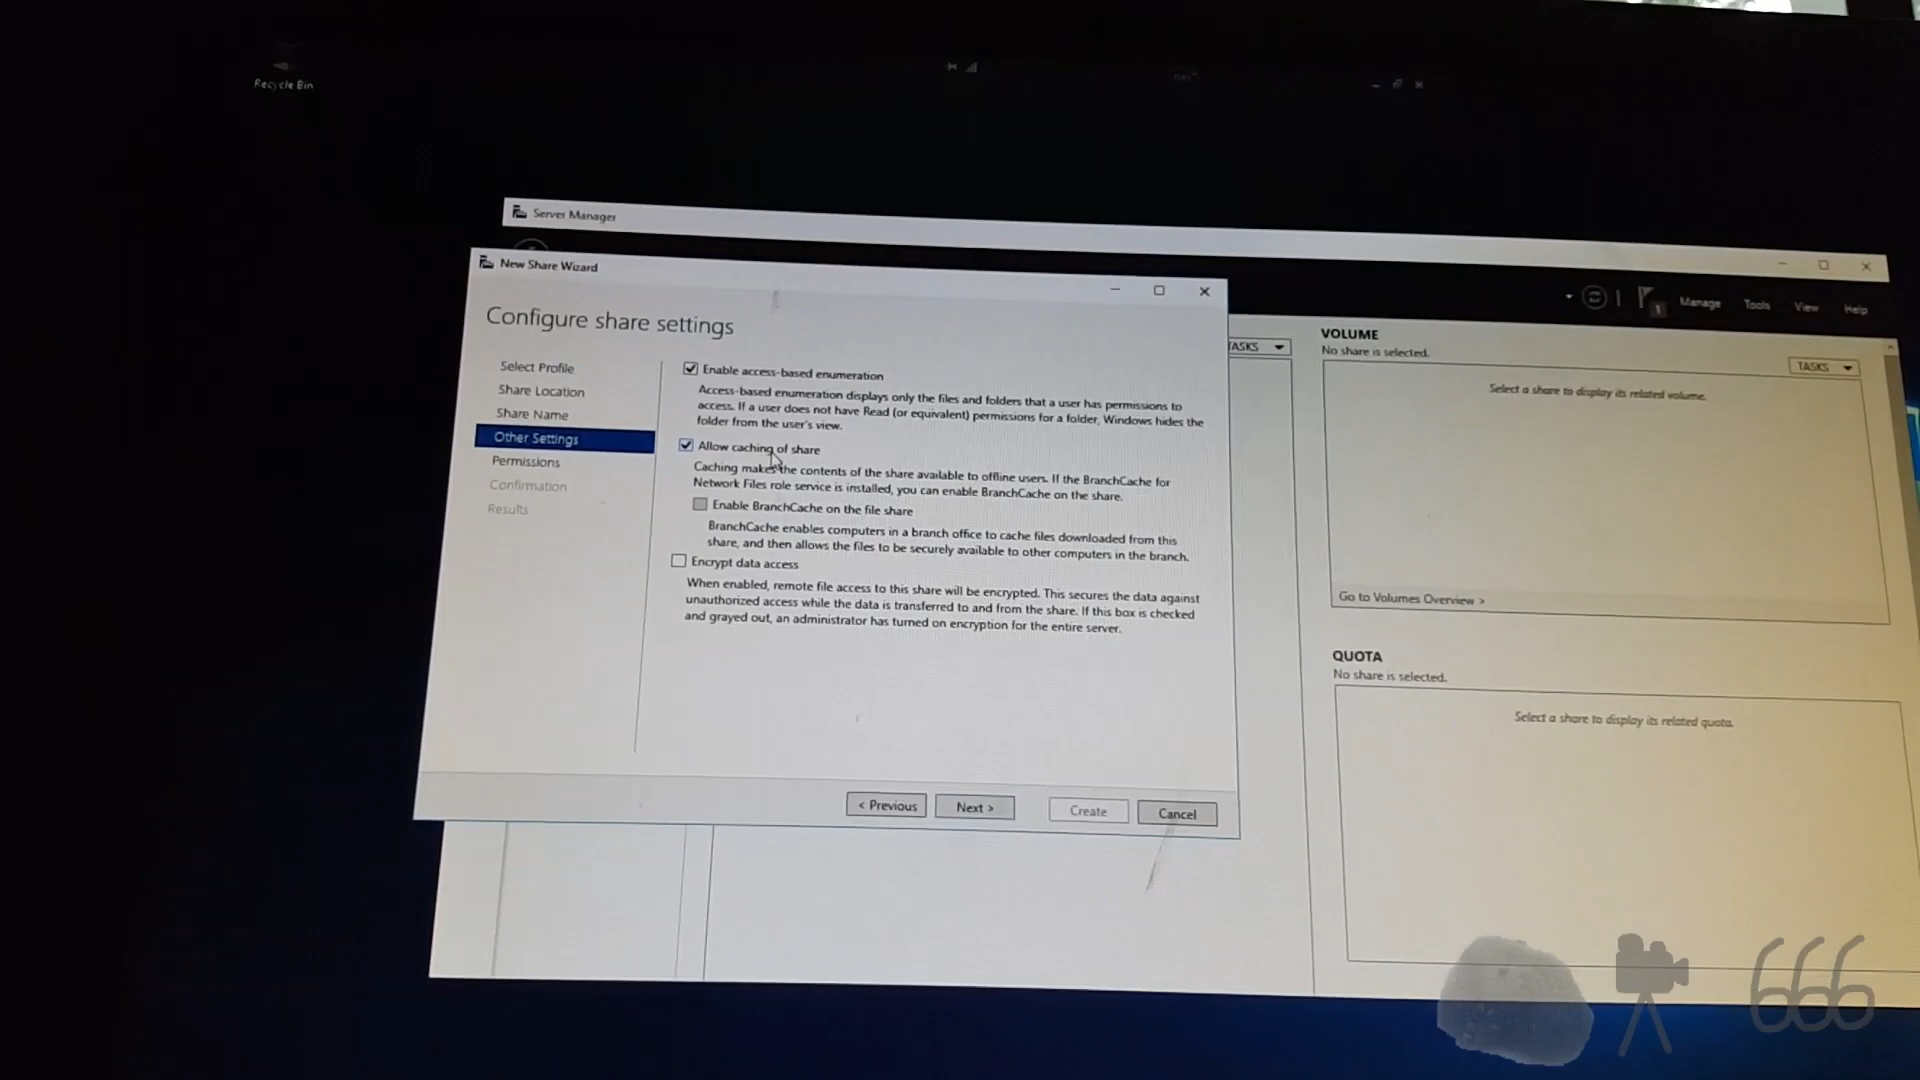 Recycle Bin
Server Manager
New Share Wizard
Manage Tools View Help
1
Configure share settings
Select Profile
Share Location
Share Name
Other Settings
Permissions
Confirmation
Results
Enable access-based enumeration
Access-based enumeration displays only the files and folders that a user has permissions to
access. If a user does not have Read (or equivalent) permissions for a folder, Windows hides the
folder from the user's view.
Allow caching of share
Caching makes the contents of the share available to offline users. If the BranchCache for
Network Files role service is installed, you can enable BranchCache on the share.
Enable BranchCache on the file share
BranchCache enables computers in a branch office to cache files downloaded from this
share, and then allows the files to be securely available to other computers in the branch.
Encrypt data access
When enabled, remote file access to this share will be encrypted. This secures the data against
unauthorized access while the data is transferred to and from the share. If this box is checked
and grayed out, an administrator has turned on encryption for the entire server.
< Previous
Next >
Create
Cancel
TASKS
VOLUME
No share is selected.
TASKS
Select a share to display its related volume.
Go to Volumes Overview >
QUOTA
No share is selected.
Select a share to display its related quota.
666